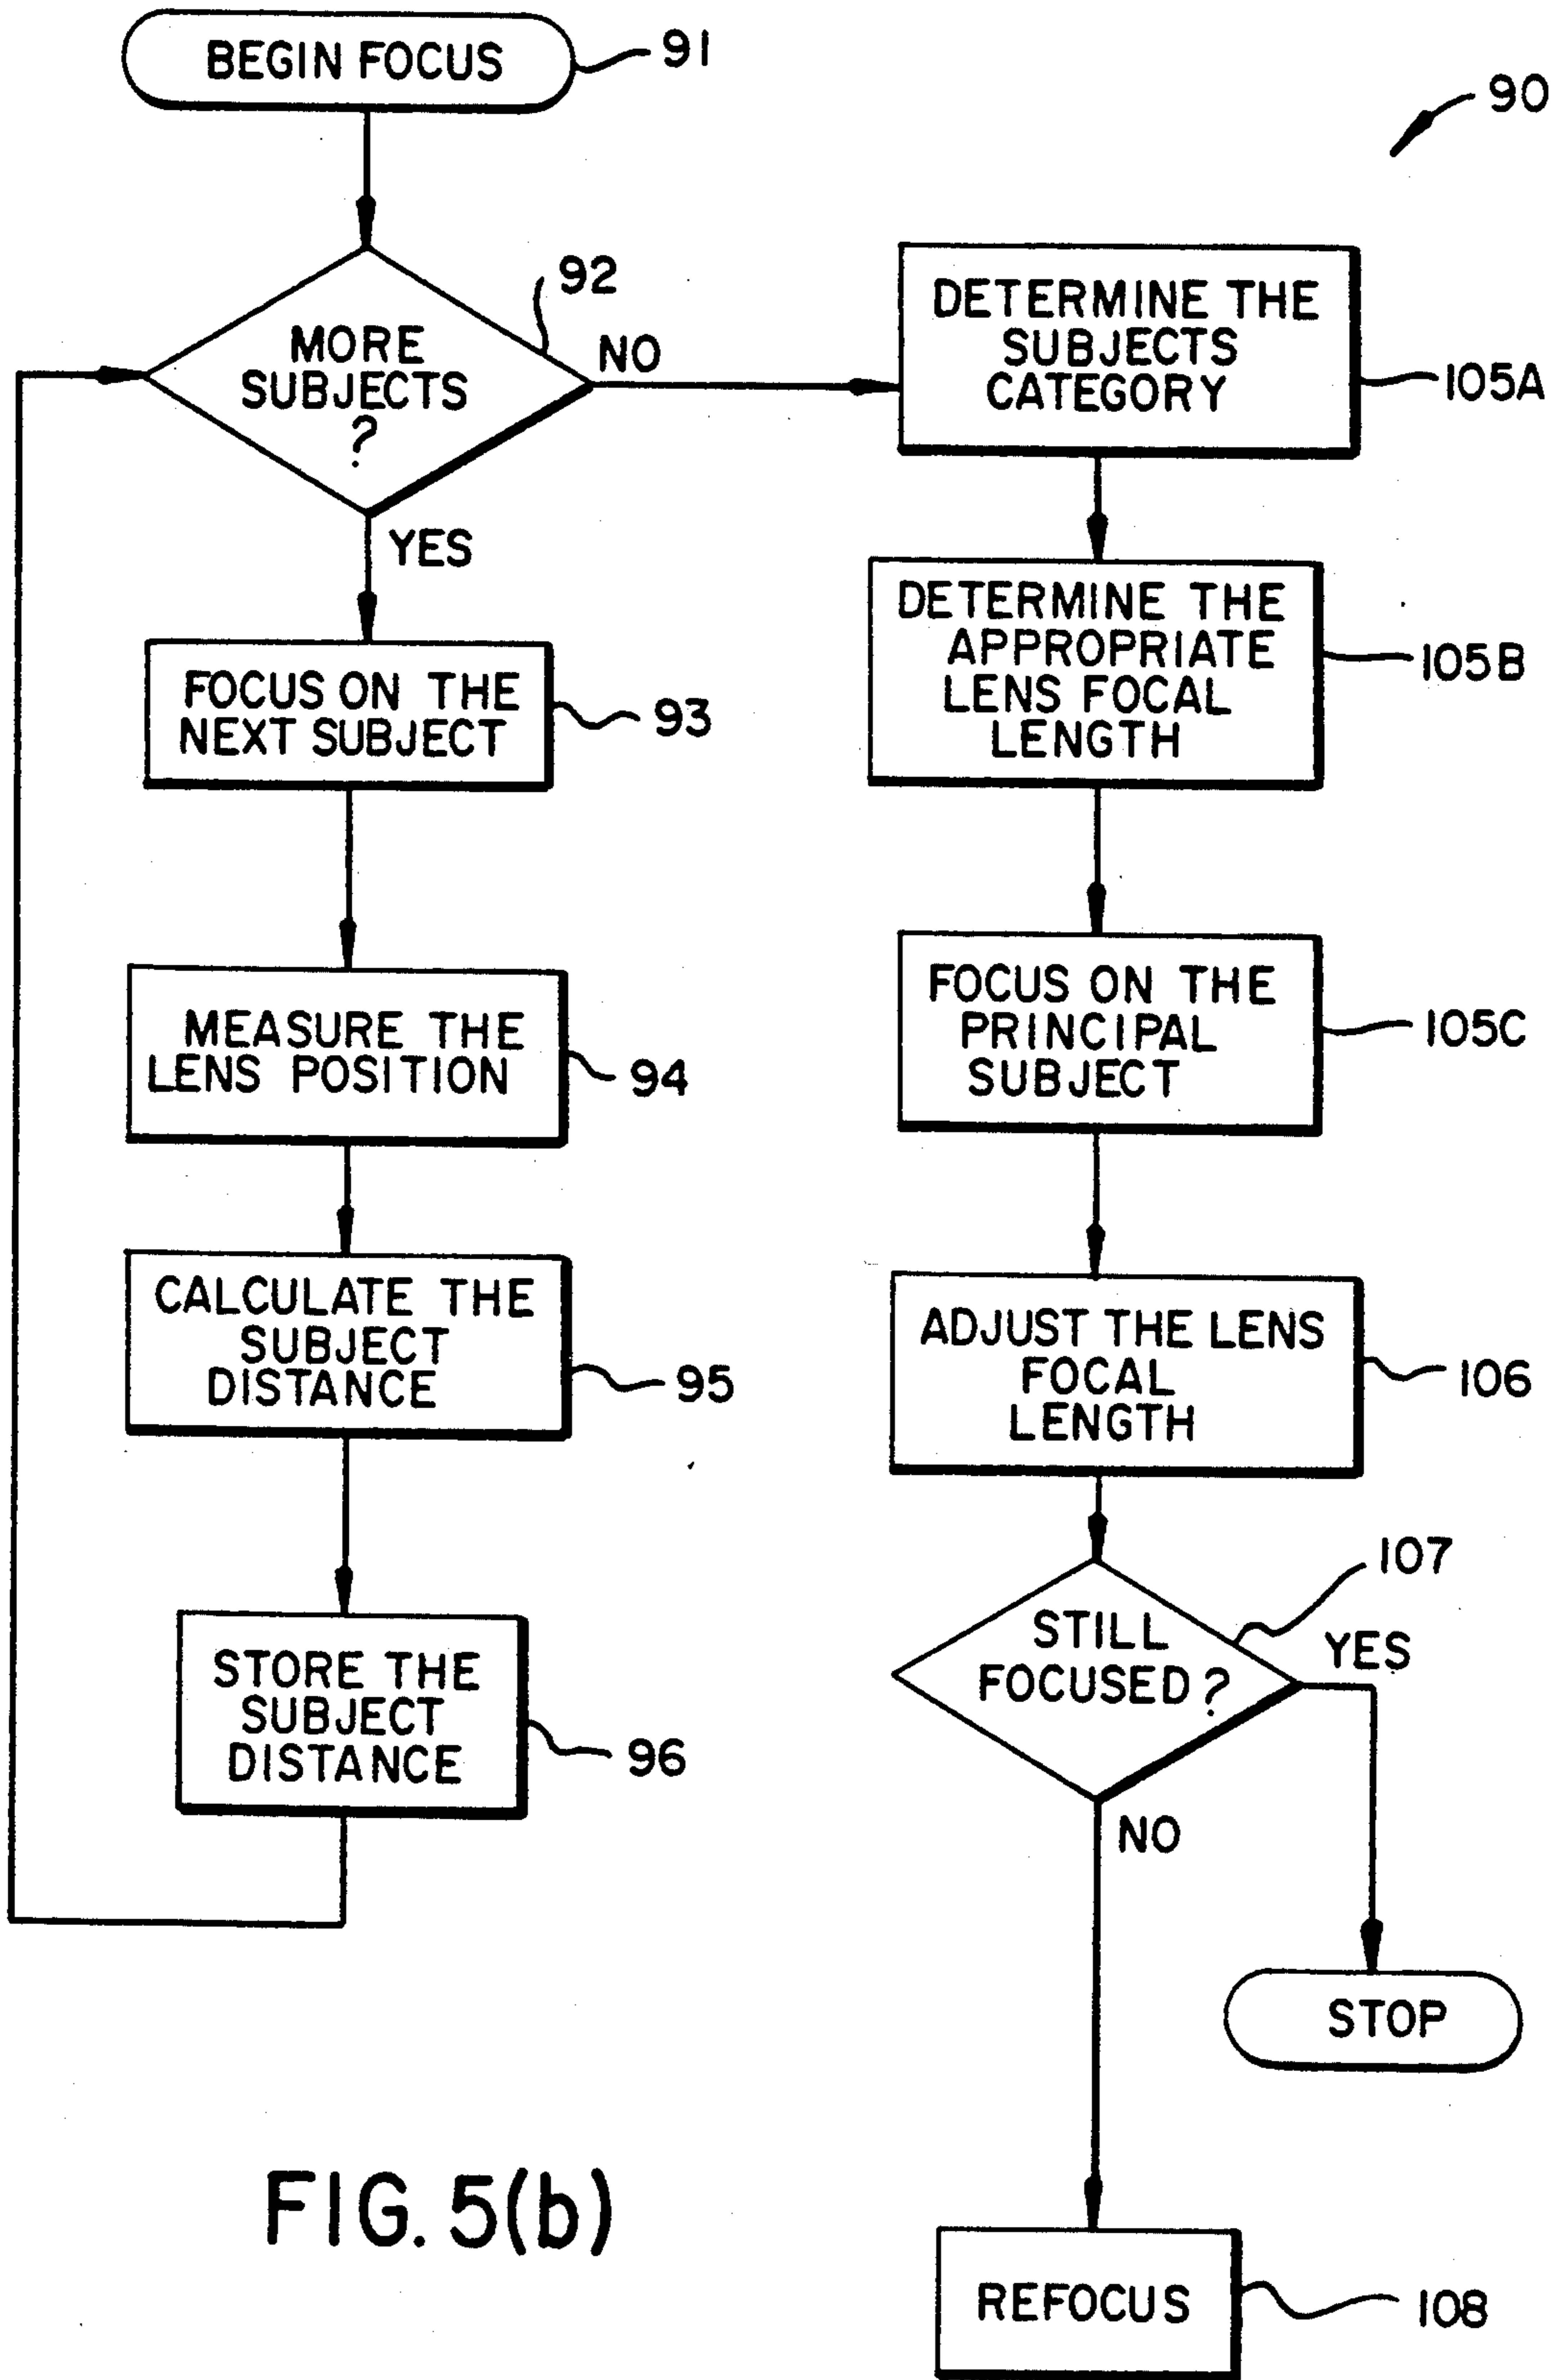 BEGIN FOCUS
91
90
MORE
SUBJECTS
?
92
NO
YES
FOCUS ON THE
NEXT SUBJECT
93
MEASURE THE
LENS POSITION
94
CALCULATE THE
SUBJECT
DISTANCE
95
STORE THE
SUBJECT
DISTANCE
96
DETERMINE THE
SUBJECTS
CATEGORY
105A
DETERMINE THE
APPROPRIATE
LENS FOCAL
LENGTH
105B
FOCUS ON THE
PRINCIPAL
SUBJECT
105C
ADJUST THE LENS
FOCAL
LENGTH
106
STILL
FOCUSED?
107
YES
NO
STOP
REFOCUS
108
FIG. 5(b)